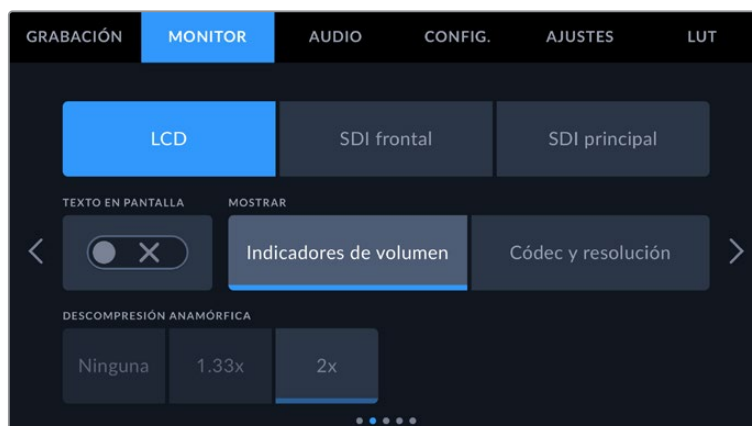 GRABACIÓN MONITOR AUDIO CONFIG. AJUSTES LUT
LCD SDI frontal SDI principal
TEXTO EN PANTALLA MOSTRAR
Indicadores de volumen Códec y resolución
DESCOMPRESIÓN ANAMÓRFICA
Ninguna 1.33x 2x